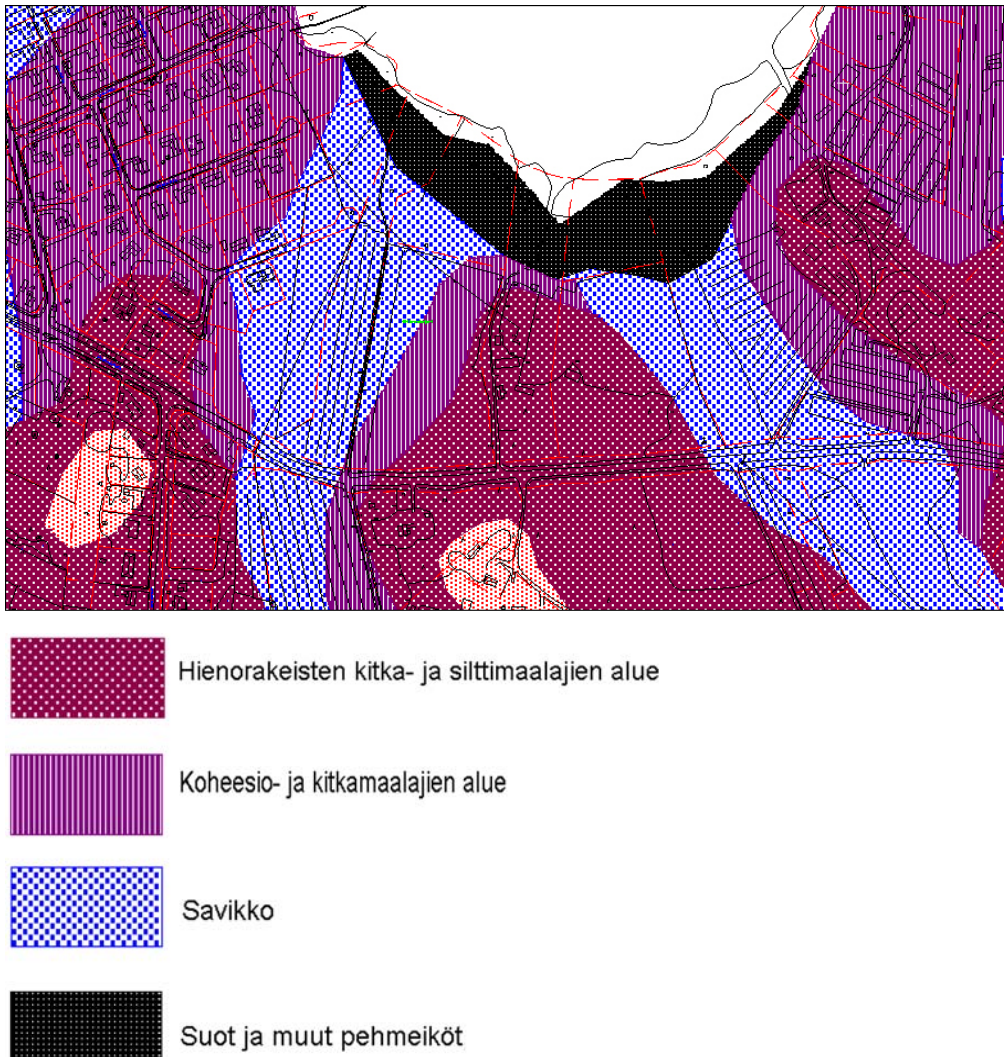 Hienorakeisten kitka- ja silttimaalajien alue
Koheesio- ja kitkamaalajien alue
Savikko
Suot ja muut pehmeiköt